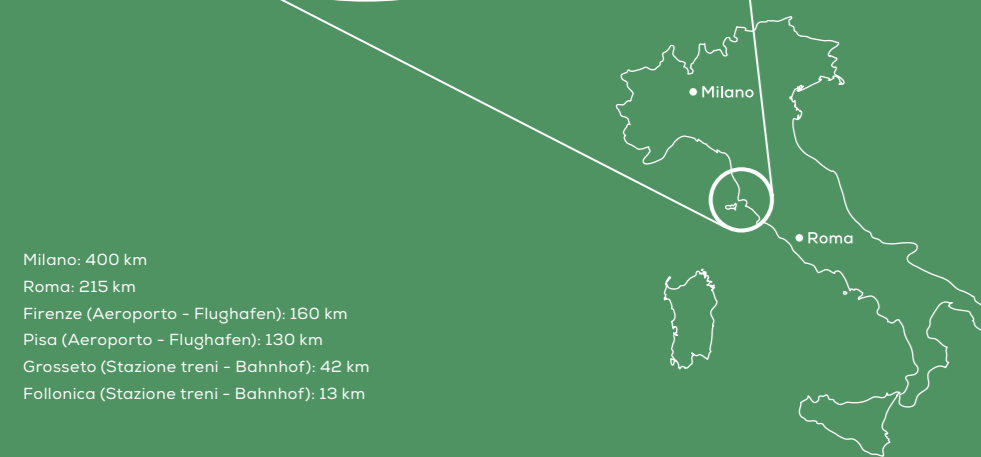 Milano
Roma
Milano: 400 km
Roma: 215 km
Firenze (Aeroporto - Flughafen): 160 km
Pisa (Aeroporto - Flughafen): 130 km
Grosseto (Stazione treni - Bahnhof): 42 km
Follonica (Stazione treni - Bahnhof): 13 km